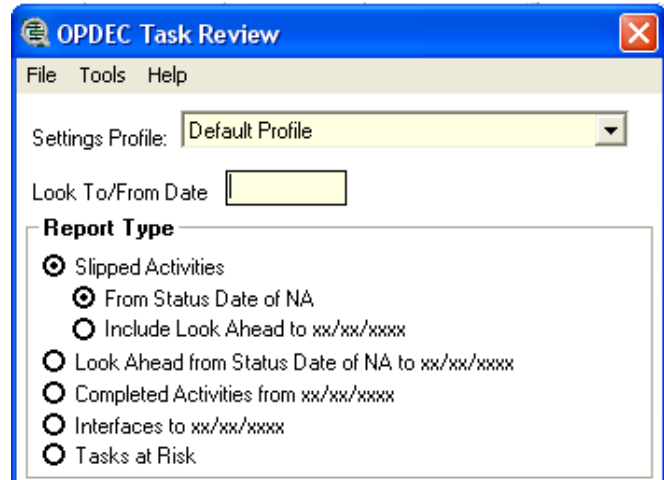 OPDEC Task Review
File Tools Help
Settings Profile: Default Profile
Look To/From Date
Report Type
Slipped Activities
From Status Date of NA
Include Look Ahead to xx/xx/xxxx
Look Ahead from Status Date of NA to xx/xx/xxxx
Completed Activities from xx/xx/xxxx
Interfaces to xx/xx/xxxx
Tasks at Risk